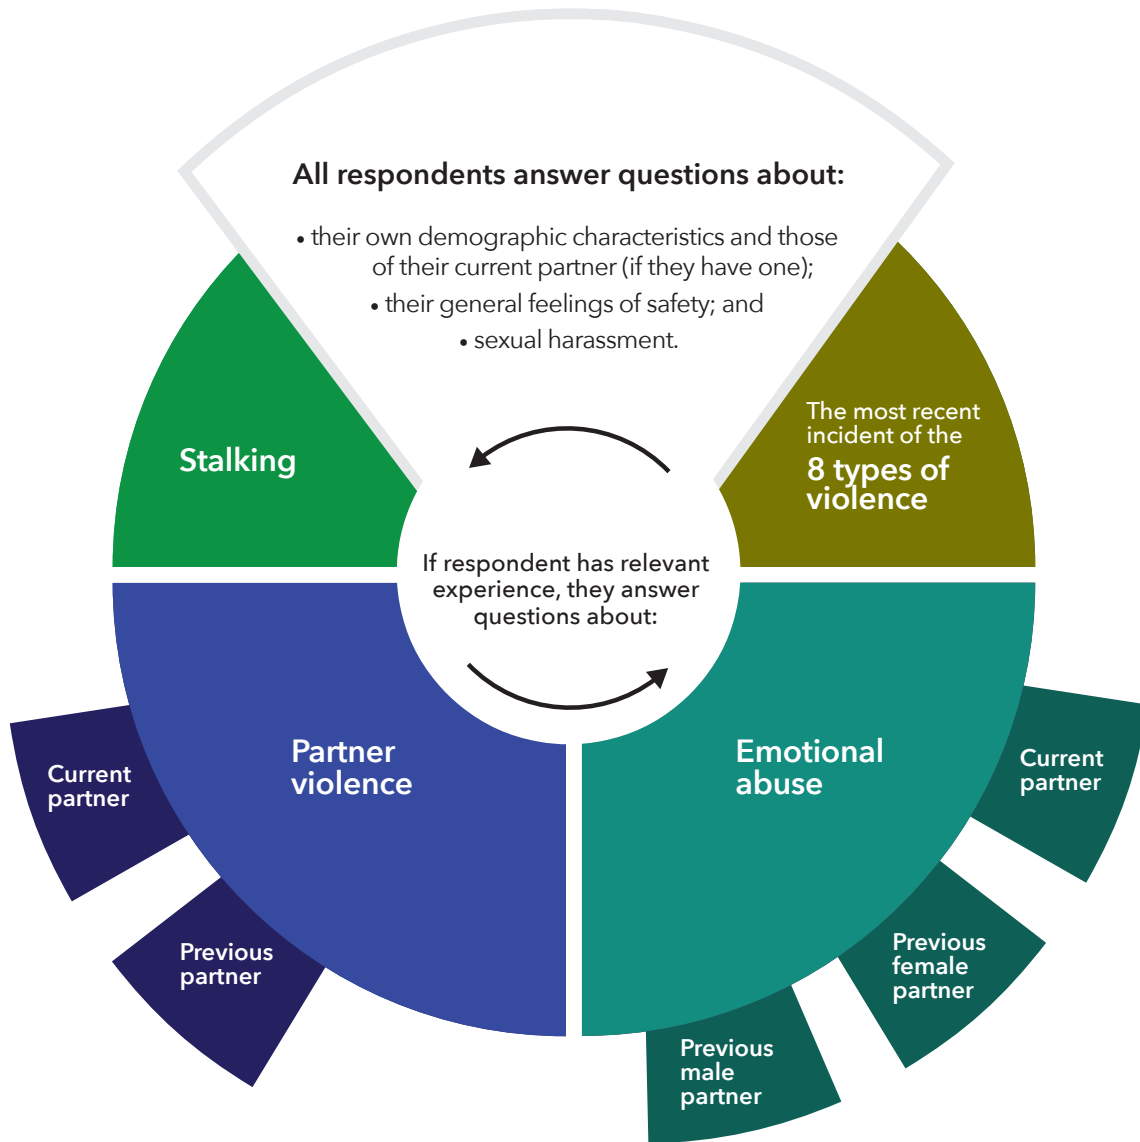 All respondents answer questions about:
• their own demographic characteristics and those
of their current partner (if they have one);
• their general feelings of safety; and
• sexual harassment.
Stalking
The most recent
incident of the
8 types of
violence
If respondent has relevant
experience, they answer
questions about:
Partner
violence
Emotional
abuse
Current
partner
Previous
partner
Current
partner
Previous
female
partner
Previous
male
partner